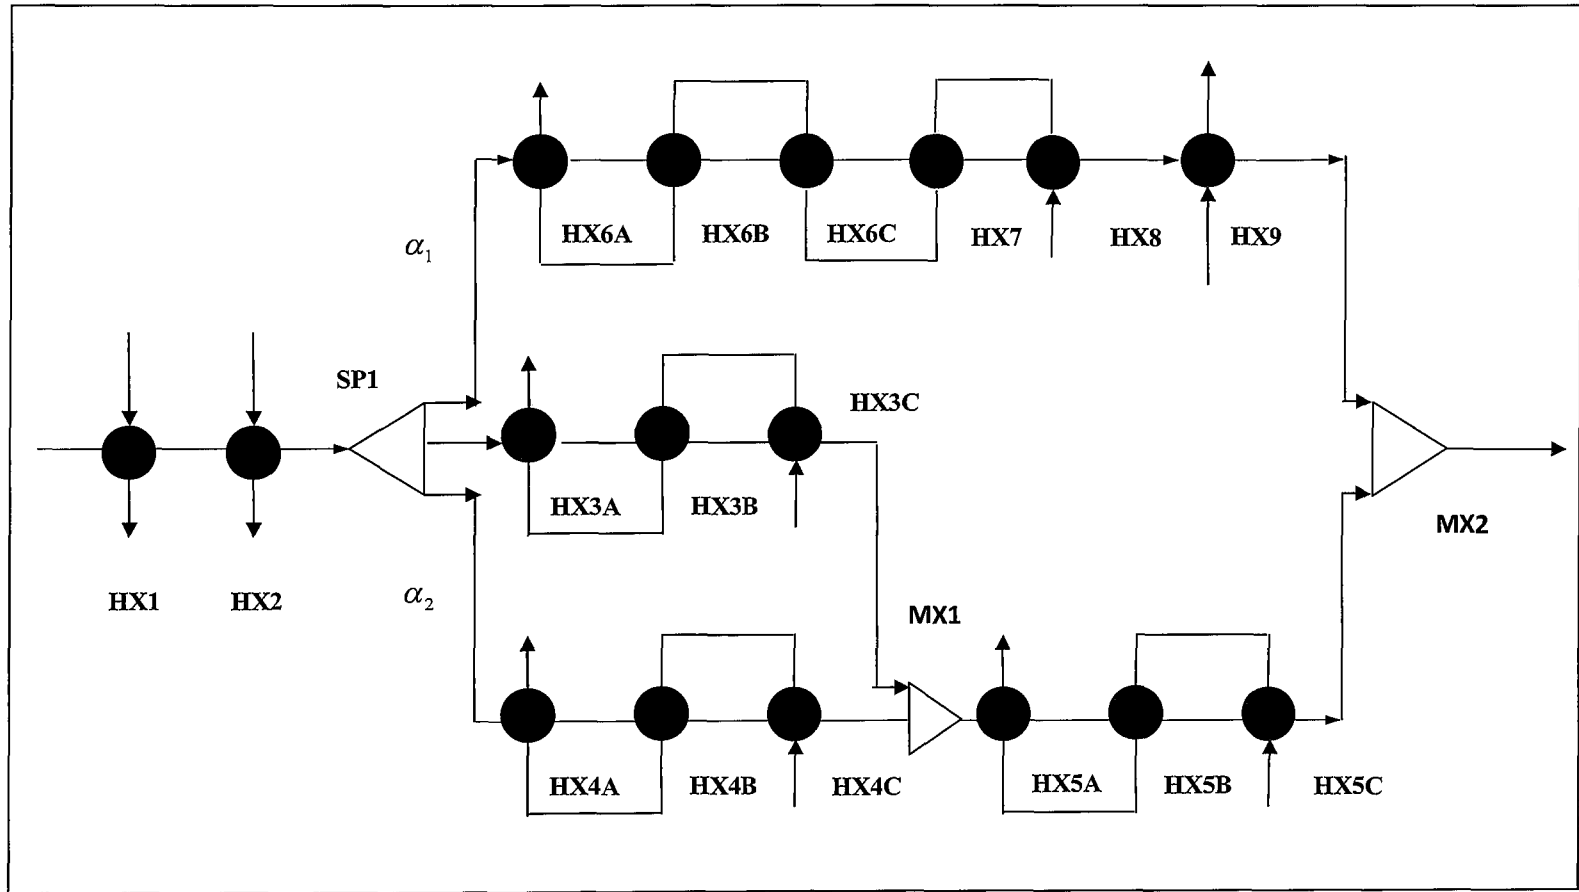 HX6A HX6B HX6C HX7 HX8 HX9
α₁
SP1
HX3C
HX3A HX3B
MX2
HX1 HX2
α₂
MX1
HX4A HX4B HX4C HX5A HX5B HX5C